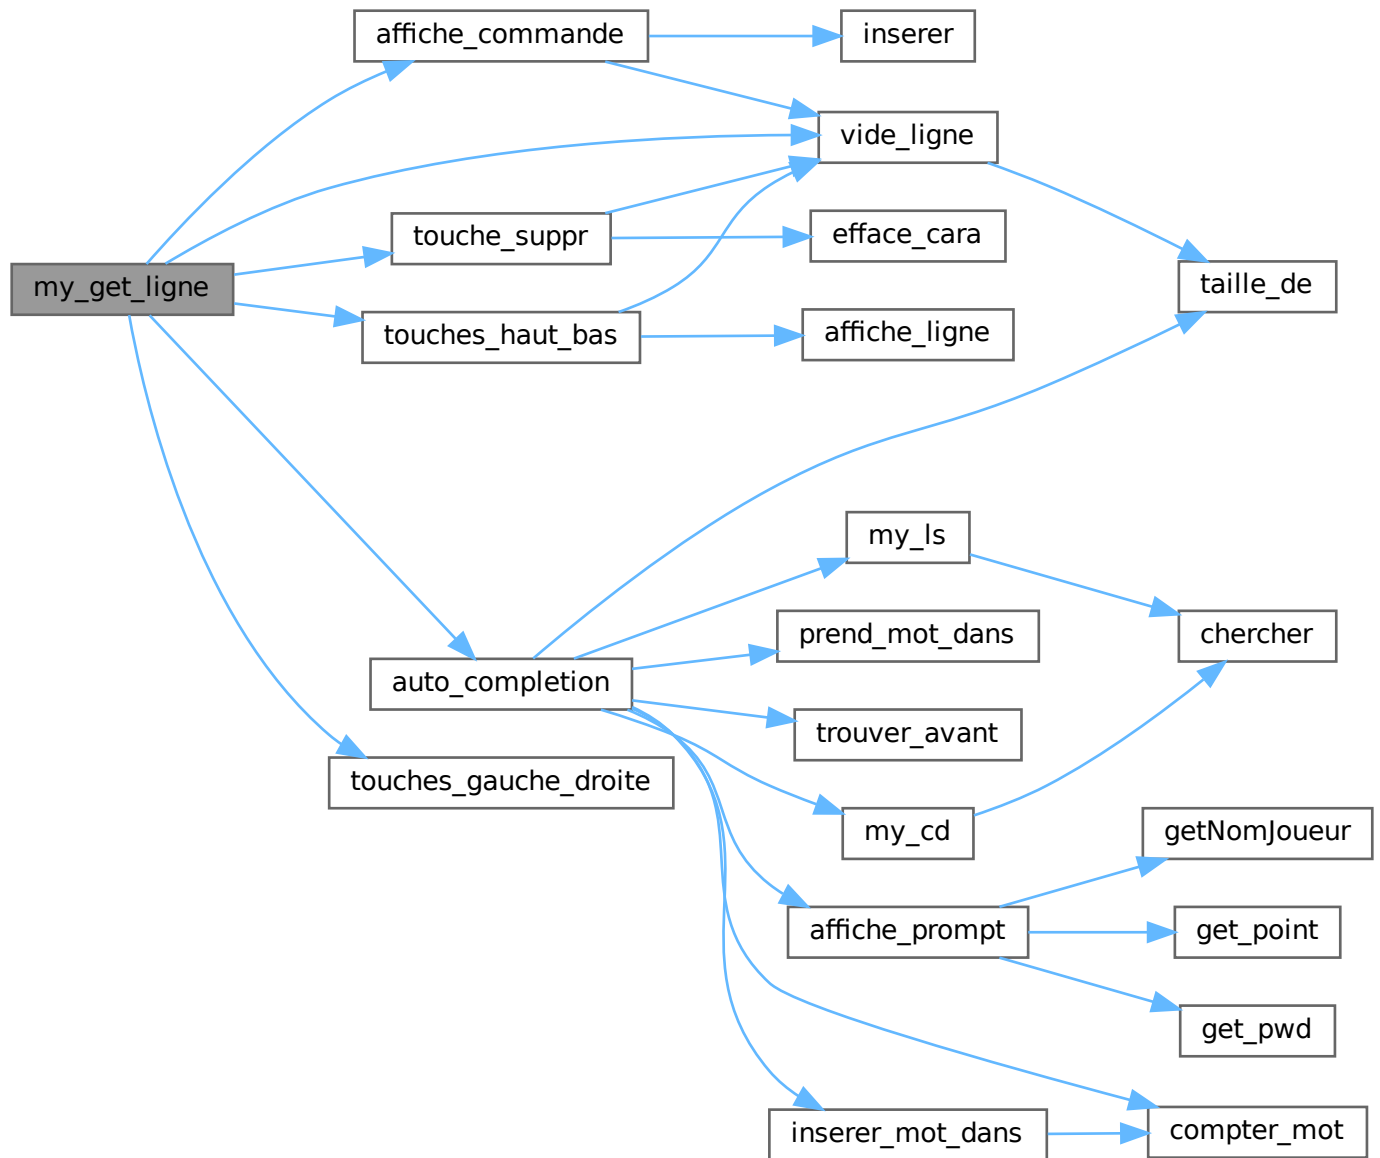 affiche_commande
inserer
vide_ligne
touche_suppr
efface_cara
my_get_ligne
taille_de
touches_haut_bas
affiche_ligne
my_ls
prend_mot_dans
chercher
auto_completion
trouver_avant
touches_gauche_droite
my_cd
getNomJoueur
affiche_prompt
get_point
get_pwd
inserer_mot_dans
compter_mot